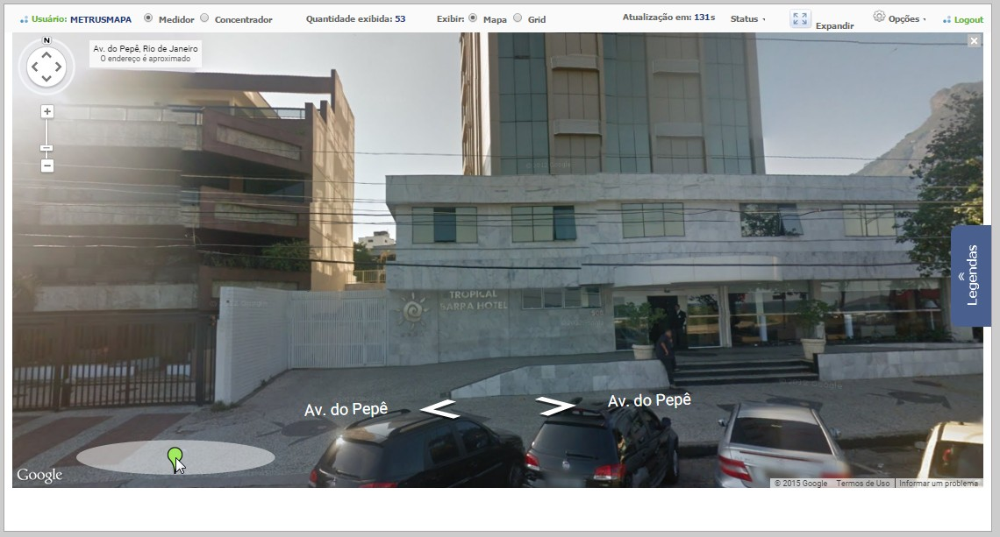 Usuário: METRUSMAPA Medidor Concentrador Quantidade exibida: 53 Exibir: Mapa Grid Atualização em: 131s Status Expandir Opções Logout
N
Av. do Pepê, Rio de Janeiro
O endereço é aproximado
« Legendas
TROPICAL
BARRA HOTEL
Av. do Pepê
Av. do Pepê
Google
© 2015 Google Termos de Uso Informar um problema